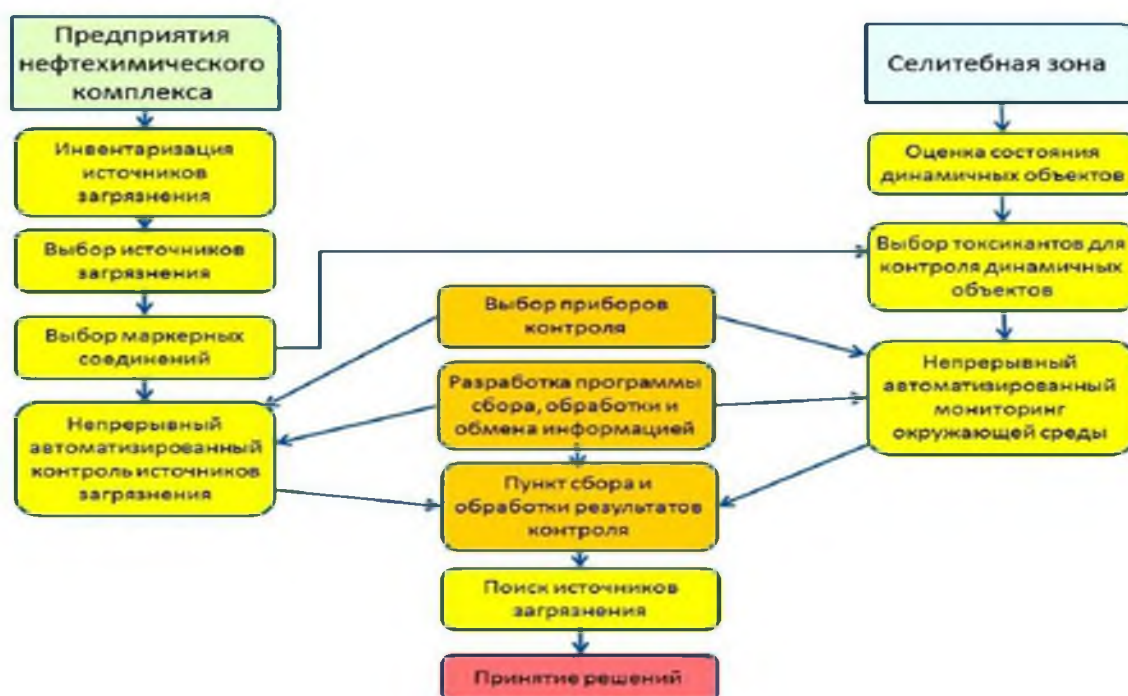 Предприятия
нефтехимического
комплекса
Инвентаризация
источников
загрязнения
Выбор источников
загрязнения
Выбор маркерных
соединений
Непрерывный
автоматизированный
контроль источников
загрязнения
Выбор приборов
контроля
Разработка программы
сбора, обработки и
обмена информацией
Пункт сбора и
обработки результатов
контроля
Поиск источников
загрязнения
Принятие решений
Селитебная зона
Оценка состояния
динамичных объектов
Выбор токсикантов для
контроля динамичных
объектов
Непрерывный
автоматизированный
мониторинг
окружающей среды